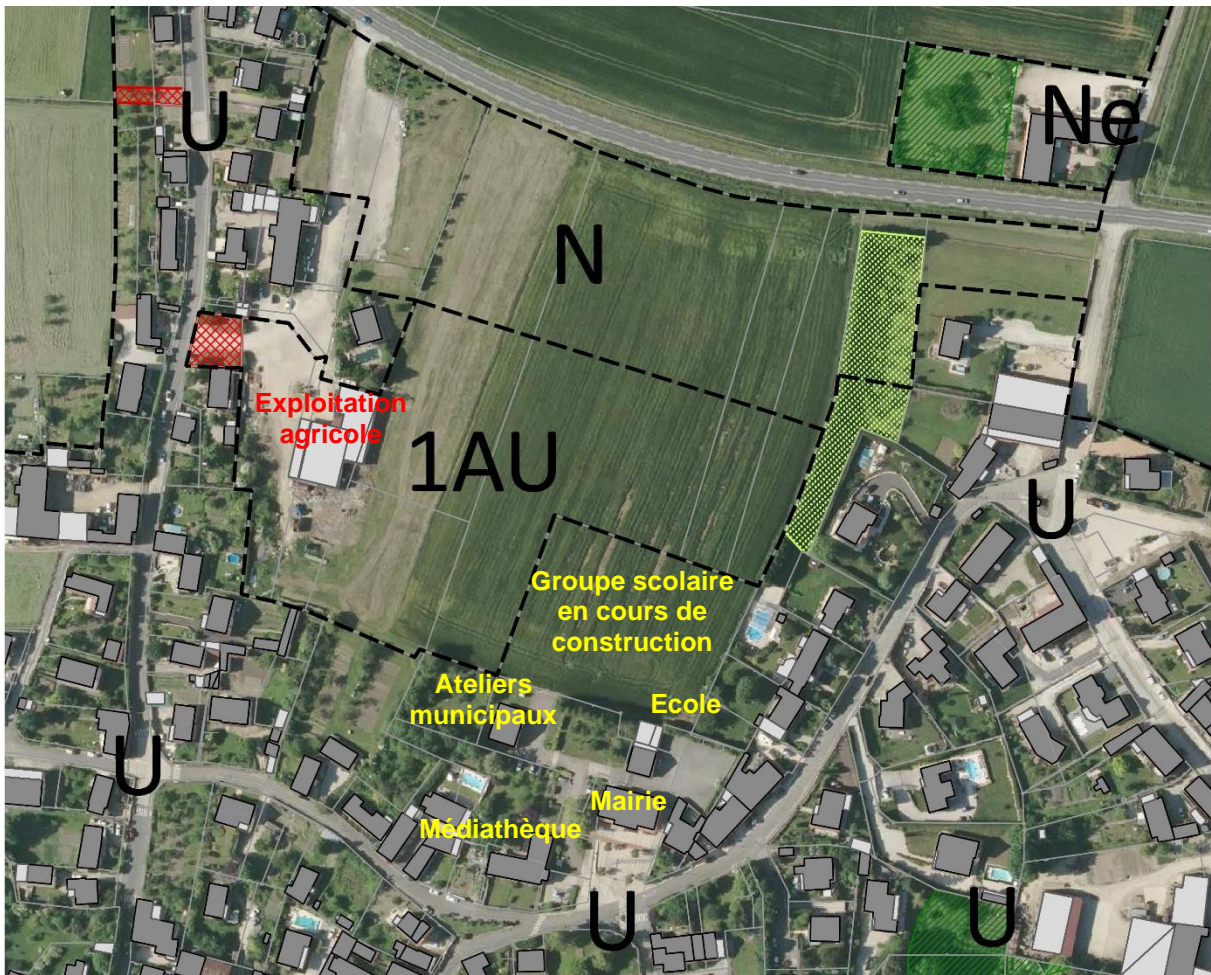 U
Ne
N
Exploitation
agricole
1AU
U
Groupe scolaire
en cours de
construction
Ateliers
municipaux
Ecole
U
Mairie
Médiathèque
U
U